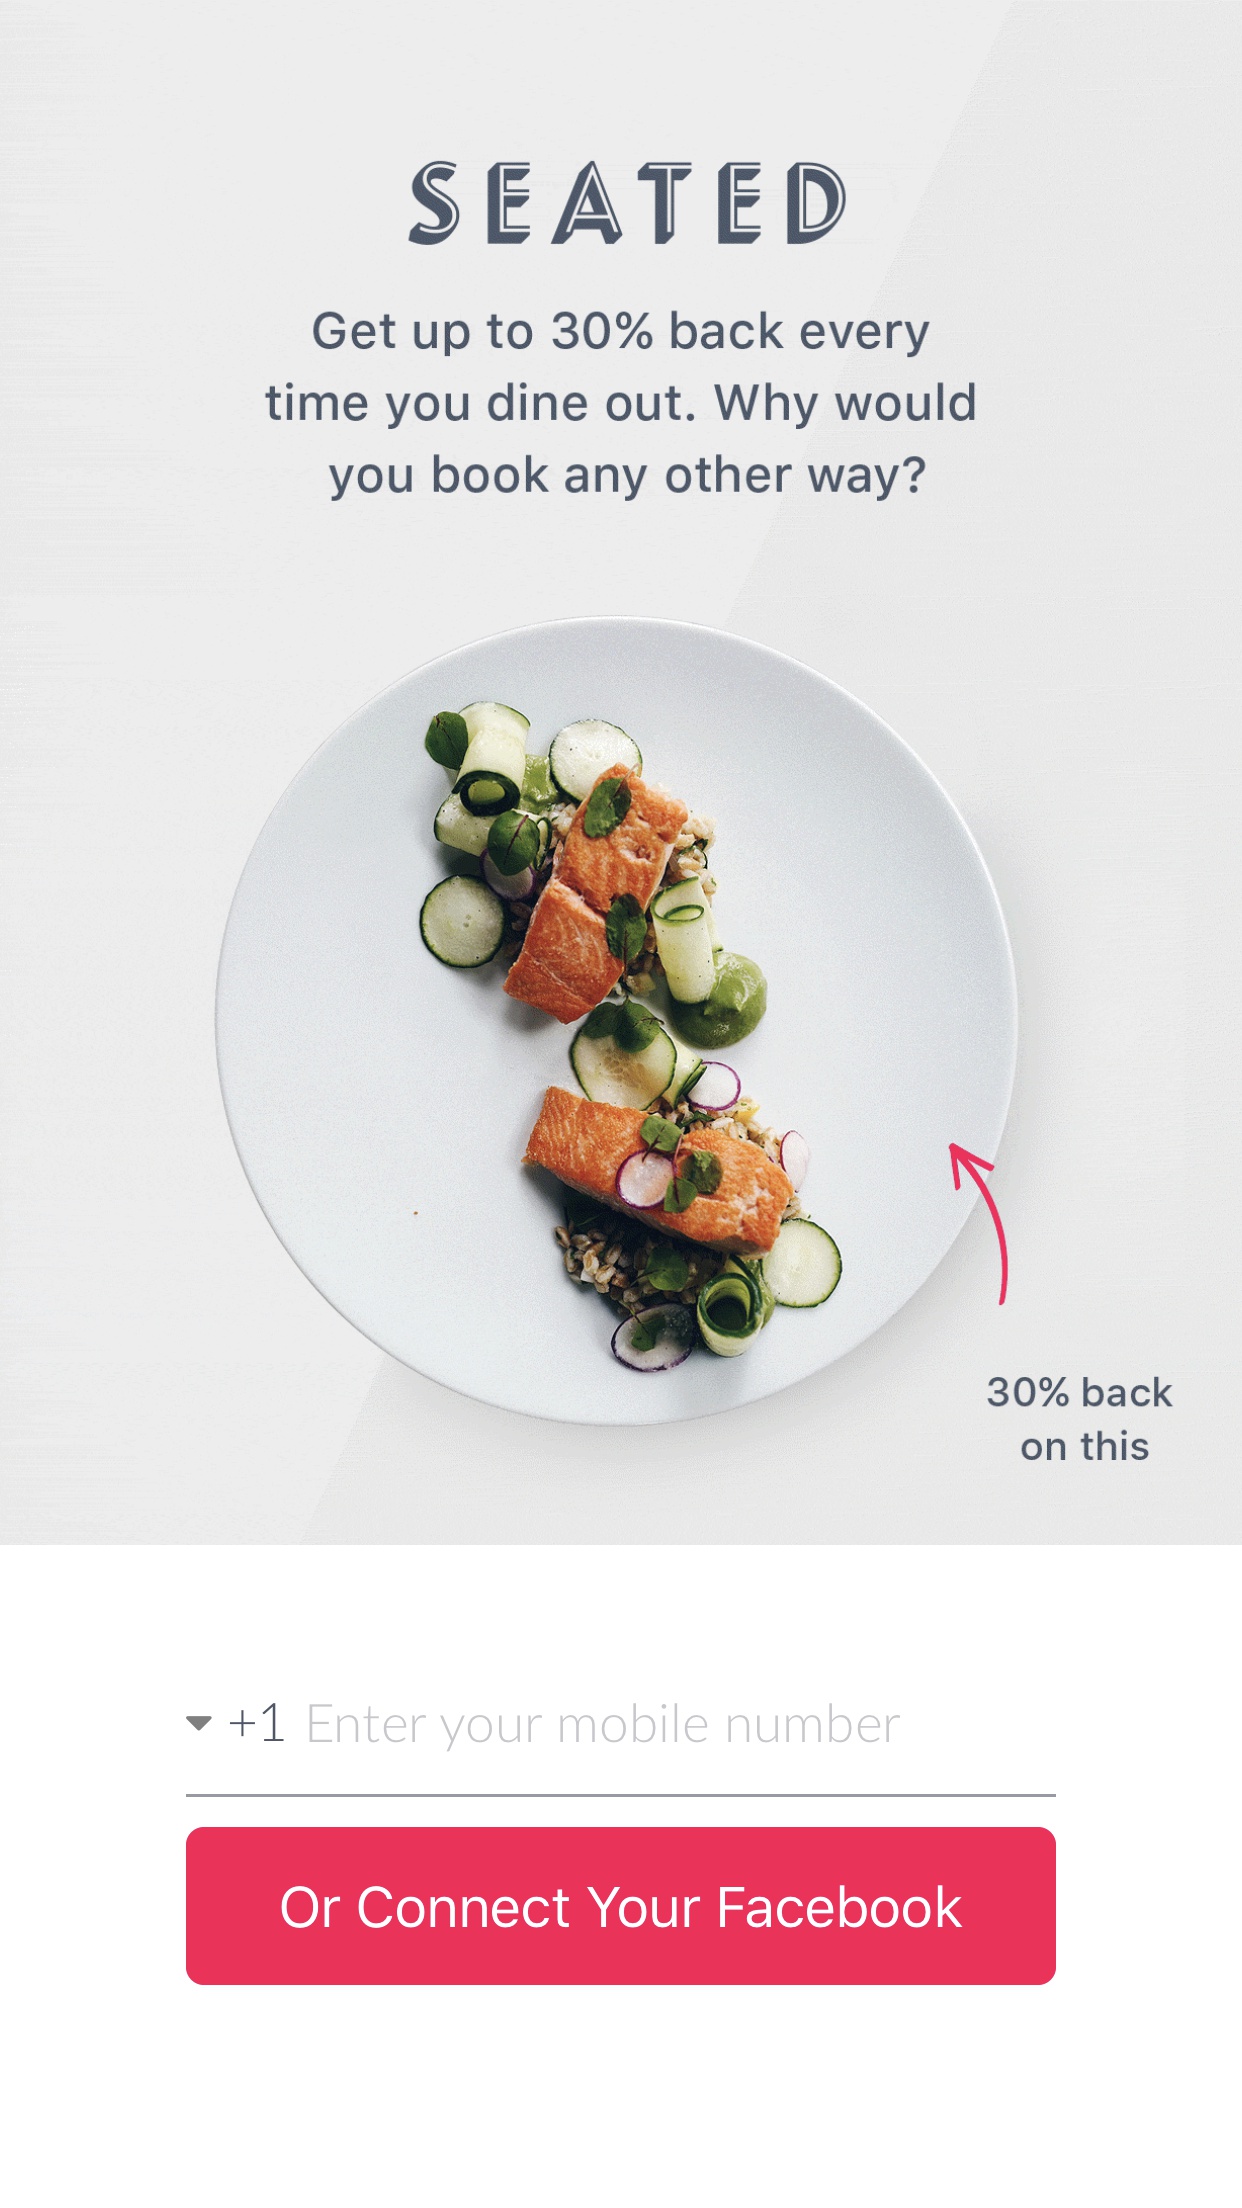 SEATED
Get up to 30% back every
time you dine out. Why would
you book any other way?
30% back
on this
+1 Enter your mobile number
Or Connect Your Facebook